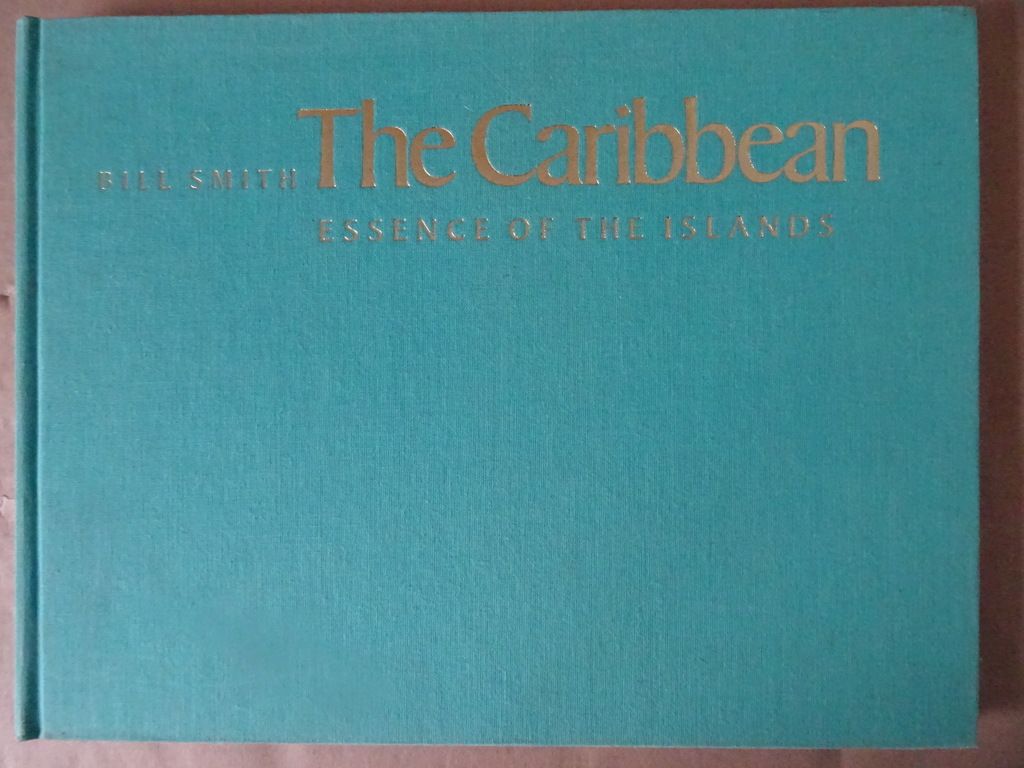 BILL SMITH The Caribbean
ESSENCE OF THE ISLANDS